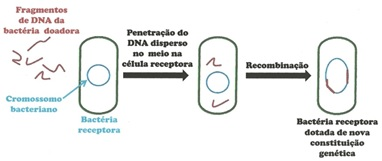 Fragmentos
de DNA da
bactéria doadora
Penetração do
DNA disperso
no meio na
célula receptora
Recombinação
Cromossomo
bacteriano
Bactéria
receptora
Bactéria receptora
dotada de nova
constituição
genética